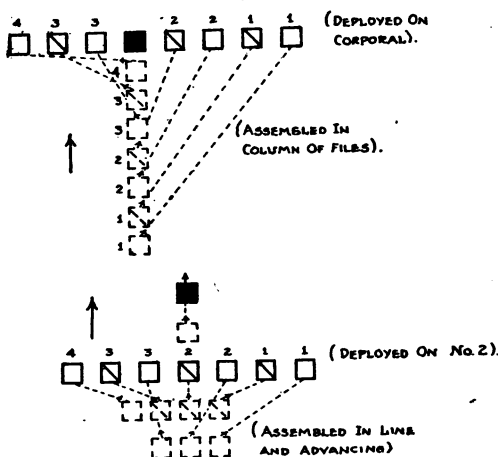 4 3 3 2 2 1 1 (DEPLOYED ON
CORPORAL).
4
3
3
(ASSEMBLED IN
COLUMN OF FILES).
2
2
1
1
4 3 3 2 2 1 1 (DEPLOYED ON NO. 2).
(ASSEMBLED IN LINE
AND ADVANCING)